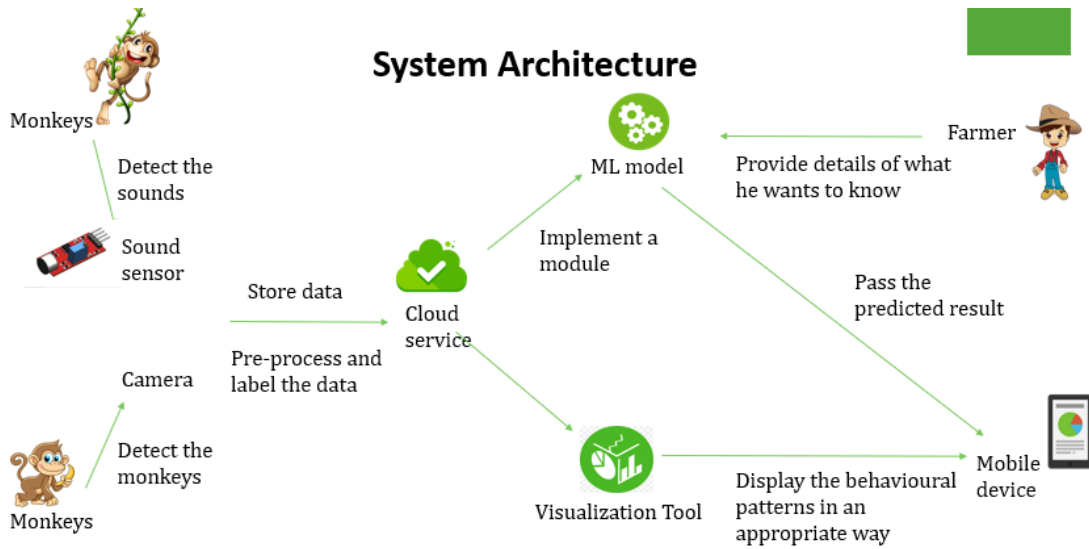 System Architecture
Monkeys
Detect the
sounds
Sound
sensor
Store data
Pre-process and
label the data
Camera
Detect the
monkeys
Monkeys
Cloud
service
Implement a
module
ML model
Farmer
Provide details of what
he wants to know
Pass the
predicted result
Visualization Tool
Display the behavioural
patterns in an
appropriate way
Mobile
device